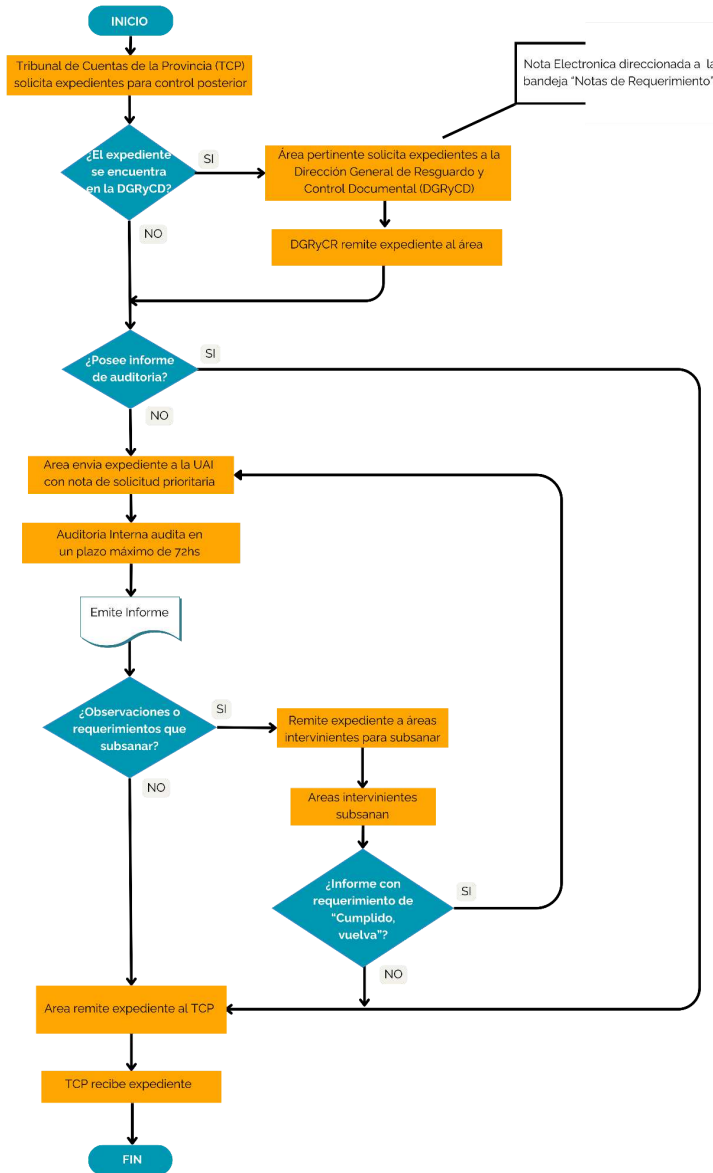 INICIO
Tribunal de Cuentas de la Provincia (TCP)
solicita expedientes para control posterior
Nota Electronica direccionada a la
bandeja "Notas de Requerimiento"
¿El expediente
se encuentra
en la DGRyCD?
SI
Área pertinente solicita expedientes a la
Dirección General de Resguardo y
Control Documental (DGRyCD)
NO
DGRyCR remite expediente al área
¿Posee informe
de auditoria?
SI
NO
Area envia expediente a la UAI
con nota de solicitud prioritaria
Auditoria Interna audita en
un plazo máximo de 72hs
Emite Informe
¿Observaciones o
requerimientos que
subsanar?
SI
Remite expediente a áreas
intervinientes para subsanar
NO
Areas intervinientes
subsanan
¿Informe con
requerimiento de
"Cumplido,
vuelva"?
SI
NO
Area remite expediente al TCP
TCP recibe expediente
FIN